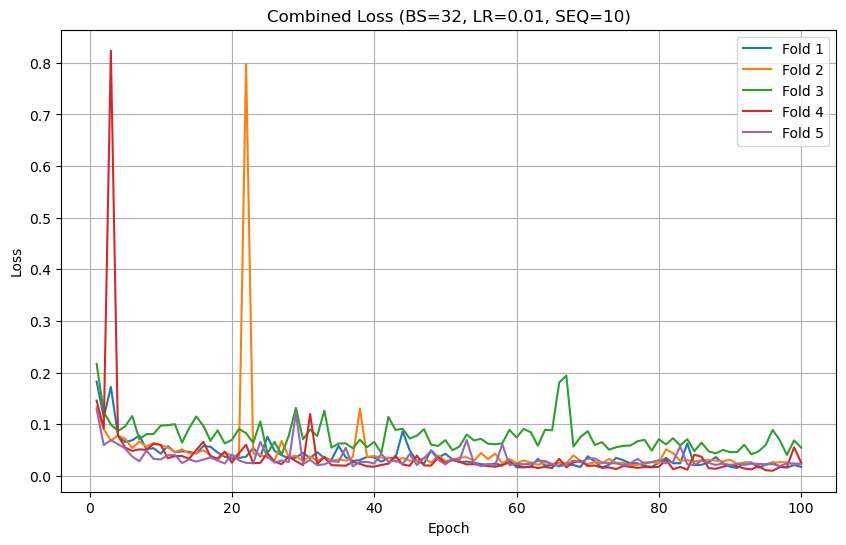 Combined Loss (BS=32, LR=0.01, SEQ=10)
Fold 1
Fold 2
Fold 3
Fold 4
Fold 5
Loss
0.8
0.7
0.6
0.5
0.4
0.3
0.2
0.1
0.0
0 20 40 60 80 100
Epoch